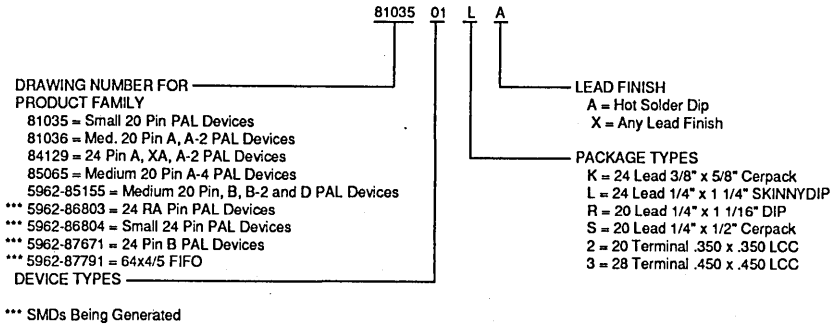 81035 01 L A
DRAWING NUMBER FOR
PRODUCT FAMILY
81035 = Small 20 Pin PAL Devices
81036 = Med. 20 Pin A, A-2 PAL Devices
84129 = 24 Pin A, XA, A-2 PAL Devices
85065 = Medium 20 Pin A-4 PAL Devices
5962-85155 = Medium 20 Pin, B, B-2 and D PAL Devices
*** 5962-86803 = 24 RA Pin PAL Devices
*** 5962-86804 = Small 24 Pin PAL Devices
*** 5962-87671 = 24 Pin B PAL Devices
*** 5962-87791 = 64x4/5 FIFO
DEVICE TYPES
*** SMDs Being Generated
LEAD FINISH
A = Hot Solder Dip
X = Any Lead Finish
PACKAGE TYPES
K = 24 Lead 3/8" x 5/8" Cerpack
L = 24 Lead 1/4" x 1 1/4" SKINNYDIP
R = 20 Lead 1/4" x 1 1/16" DIP
S = 20 Lead 1/4" x 1/2" Cerpack
2 = 20 Terminal .350 x .350 LCC
3 = 28 Terminal .450 x .450 LCC